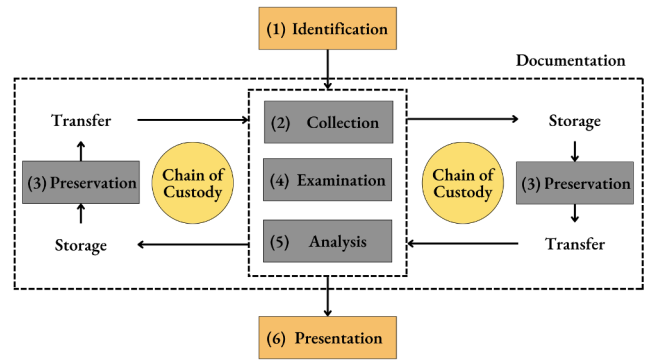 (1) Identification
Documentation
Transfer
(2) Collection
Storage
Chain of
Custody
Chain of
Custody
(3) Preservation
(4) Examination
(3) Preservation
Storage
(5) Analysis
Transfer
(6) Presentation